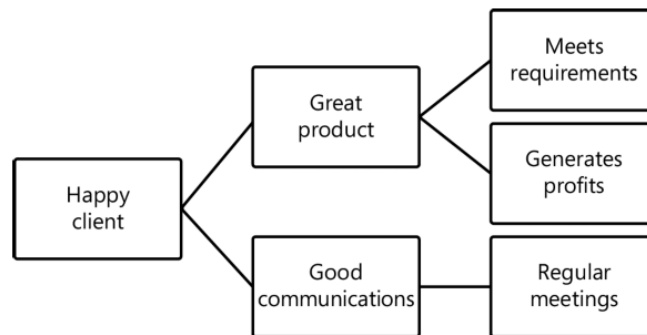 Happy
client
Great
product
Good
communications
Meets
requirements
Generates
profits
Regular
meetings